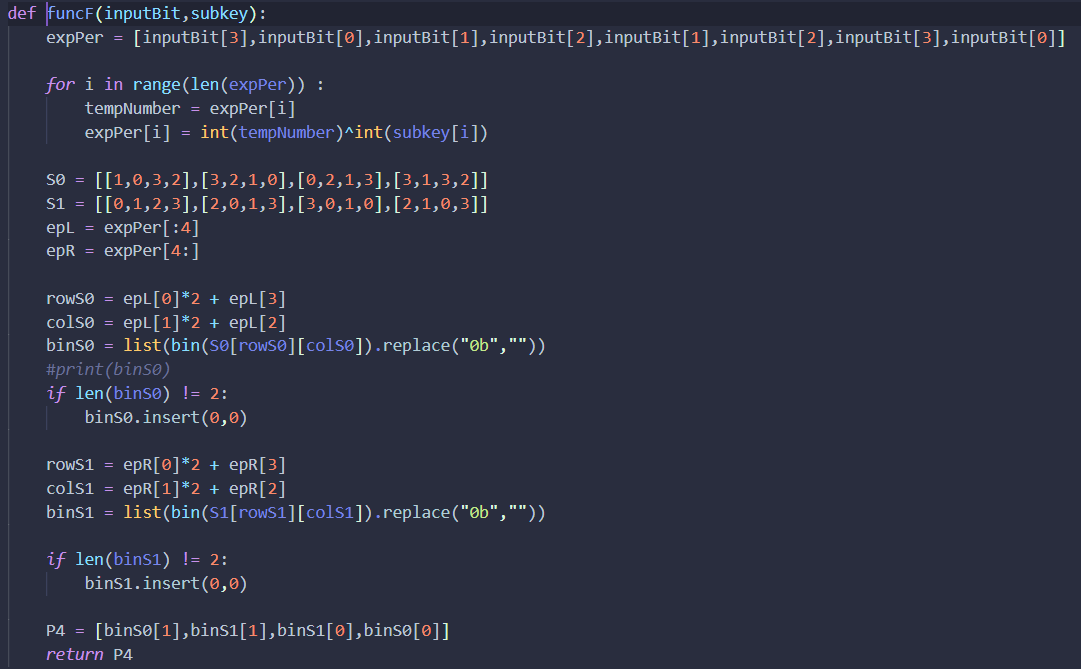 def funcF(inputBit,subkey):
    expPer = [inputBit[3],inputBit[0],inputBit[1],inputBit[2],inputBit[1],inputBit[2],inputBit[3],inputBit[0]]
    for i in range(len(expPer)) :
        tempNumber = expPer[i]
        expPer[i] = int(tempNumber)^int(subkey[i])
    S0 = [[1,0,3,2],[3,2,1,0],[0,2,1,3],[3,1,3,2]]
    S1 = [[0,1,2,3],[2,0,1,3],[3,0,1,0],[2,1,0,3]]
    epL = expPer[:4]
    epR = expPer[4:]
    rowS0 = epL[0]*2 + epL[3]
    colS0 = epL[1]*2 + epL[2]
    binS0 = list(bin(S0[rowS0][colS0]).replace("0b",""))
    #print(binS0)
    if len(binS0) != 2:
        binS0.insert(0,0)
    rowS1 = epR[0]*2 + epR[3]
    colS1 = epR[1]*2 + epR[2]
    binS1 = list(bin(S1[rowS1][colS1]).replace("0b",""))
    if len(binS1) != 2:
        binS1.insert(0,0)
    P4 = [binS0[1],binS1[1],binS1[0],binS0[0]]
    return P4